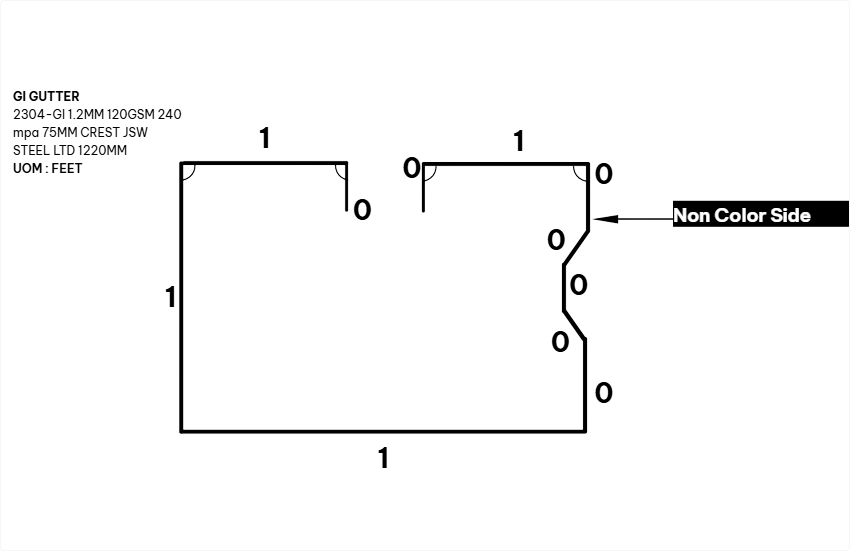 GI GUTTER
2304-GI 1.2MM 120GSM 240
mpa 75MM CREST JSW
STEEL LTD 1220MM
UOM : FEET
1
1
0
0
0
Non Color Side
0
0
1
0
0
1